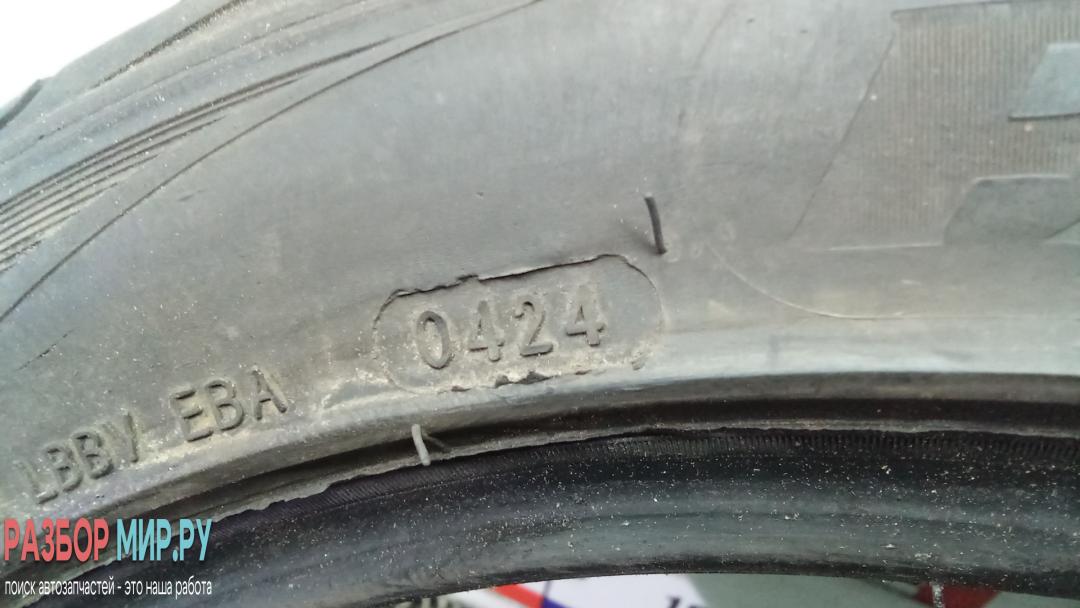 0424
LBBV EBA
РАЗБОР МИР.РУ
поиск автозапчастей - это наша работа